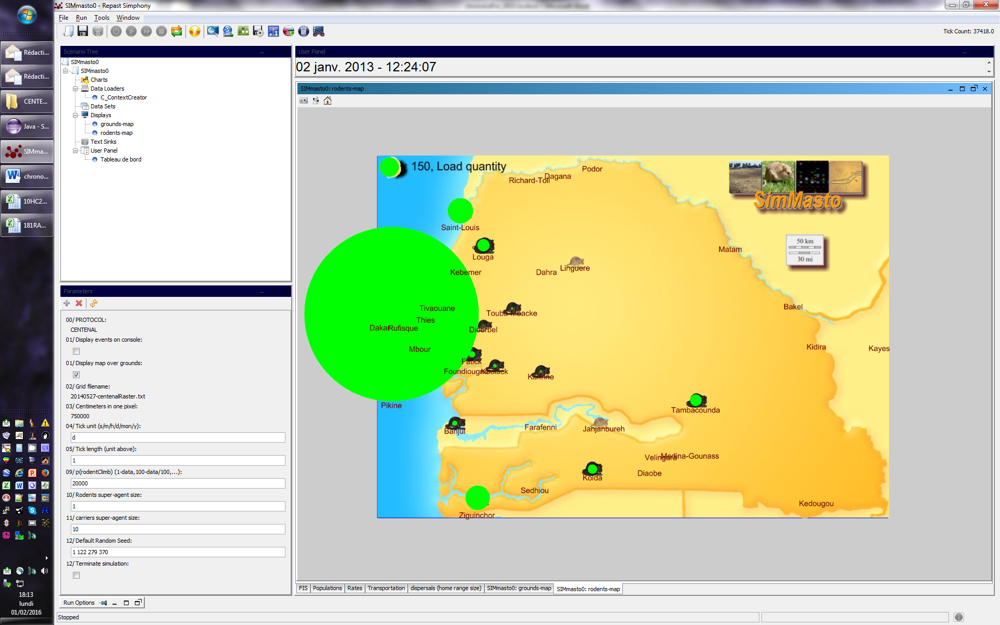 SIMmasto0 - Repast Simphony
File Run Tools Window
Tick Count: 37418.0
Rédacti...
Rédacti...
CENTE...
Java - S...
SIMma...
chrono...
10HC2...
181RA...
18:13
lundi
01/02/2016
Scenario Tree
SIMmasto0
SIMmasto0
Charts
Data Loaders
C_ContextCreator
Data Sets
Displays
grounds-map
rodents-map
Text Sinks
User Panel
Tableau de bord
Parameters
00/ PROTOCOL:
CENTENAL
01/ Display events on console:
01/ Display map over grounds:
02/ Grid filename:
20140527-centenalRaster.txt
03/ Centimeters in one pixel:
750000
04/ Tick unit (s/m/h/d/mon/y):
d
05/ Tick length (unit above):
1
09/ p(rodentClimb) (1-data,100-data/100,...):
20000
10/ Rodents super-agent size:
1
11/ carriers super-agent size:
10
12/ Default Random Seed:
1 122 279 370
12/ Terminate simulation:
Run Options
Stopped
User Panel
02 janv. 2013 - 12:24:07
SIMmasto0: rodents-map
: 150, Load quantity
Podor
Dagana
Richard-Toll
SimMasto
Saint-Louis
50 km
30 mi
Matam
Louga
Linguere
Kebemer
Dahra
Bakel
Tivaouane
Touba-Mbacke
Thies
Dakar
Rufisque
Diourbel
Kidira
Kayes
Mbour
Fatick
Foundiougne
Kaolack
Kaffrine
Pikine
Tambacounda
Banjul
Farafenni
Janjanbureh
Velingara
Medina-Gounass
Kolda
Diaobe
Sedhiou
Kedougou
Ziguinchor
FIS Populations Rates Transportation dispersals (home range size) SIMmasto0: grounds-map SIMmasto0: rodents-map